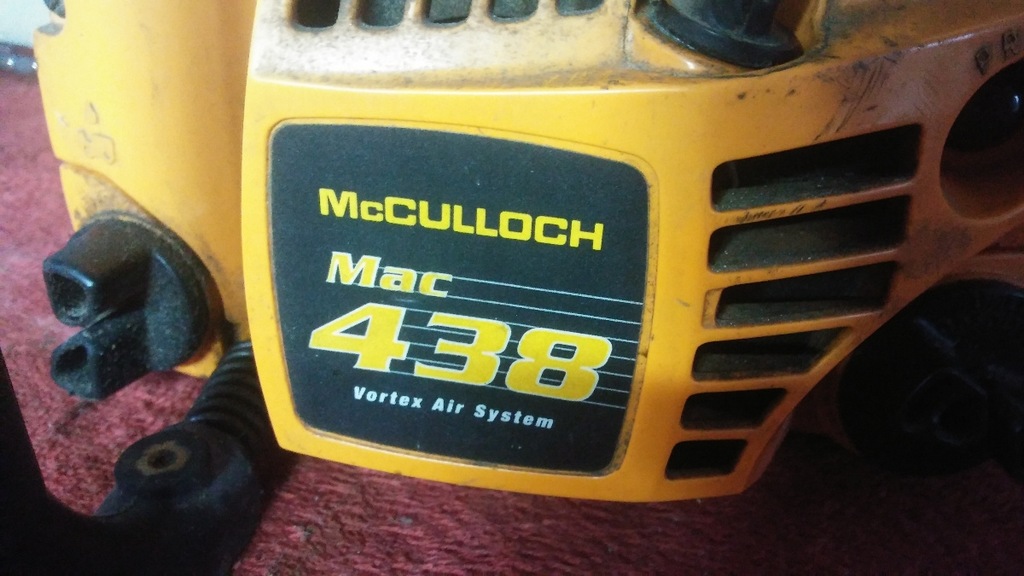 McCULLOCH
Mac
438
Vortex Air System